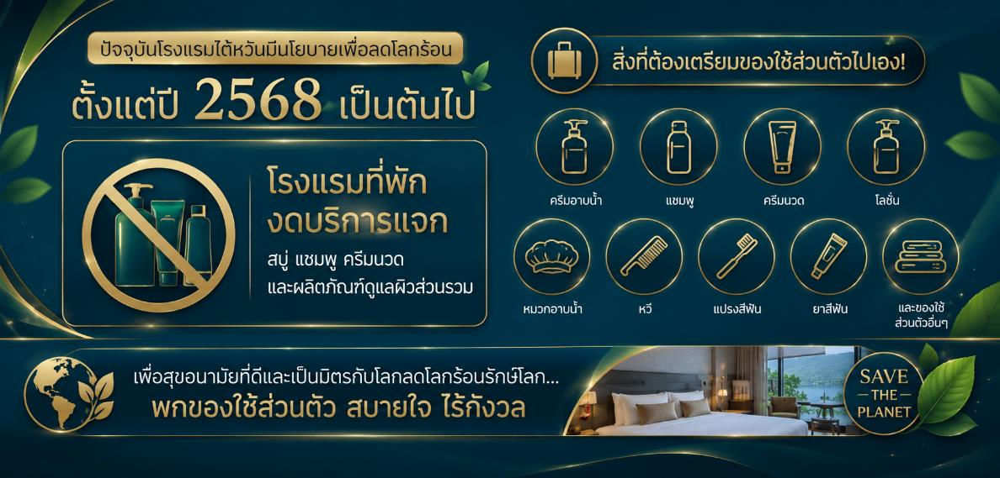 ปัจจุบันโรงแรมไต้หวันมีนโยบายเพื่อลดโลกร้อน
ตั้งแต่ปี 2568 เป็นต้นไป
โรงแรมที่พัก
งดบริการแจก
สบู่ แชมพู ครีมนวด
และผลิตภัณฑ์ดูแลผิวส่วนรวม
สิ่งที่ต้องเตรียมของใช้ส่วนตัวไปเอง!
ครีมอาบน้ำ
แชมพู
ครีมนวด
โลชั่น
หมวกอาบน้ำ
หวี
แปรงสีฟัน
ยาสีฟัน
และของใช้
ส่วนตัวอื่นๆ
เพื่อสุขอนามัยที่ดีและเป็นมิตรกับโลกลดโลกร้อนรักษ์โลก...
พกของใช้ส่วนตัว สบายใจ ไร้กังวล
SAVE
THE
PLANET